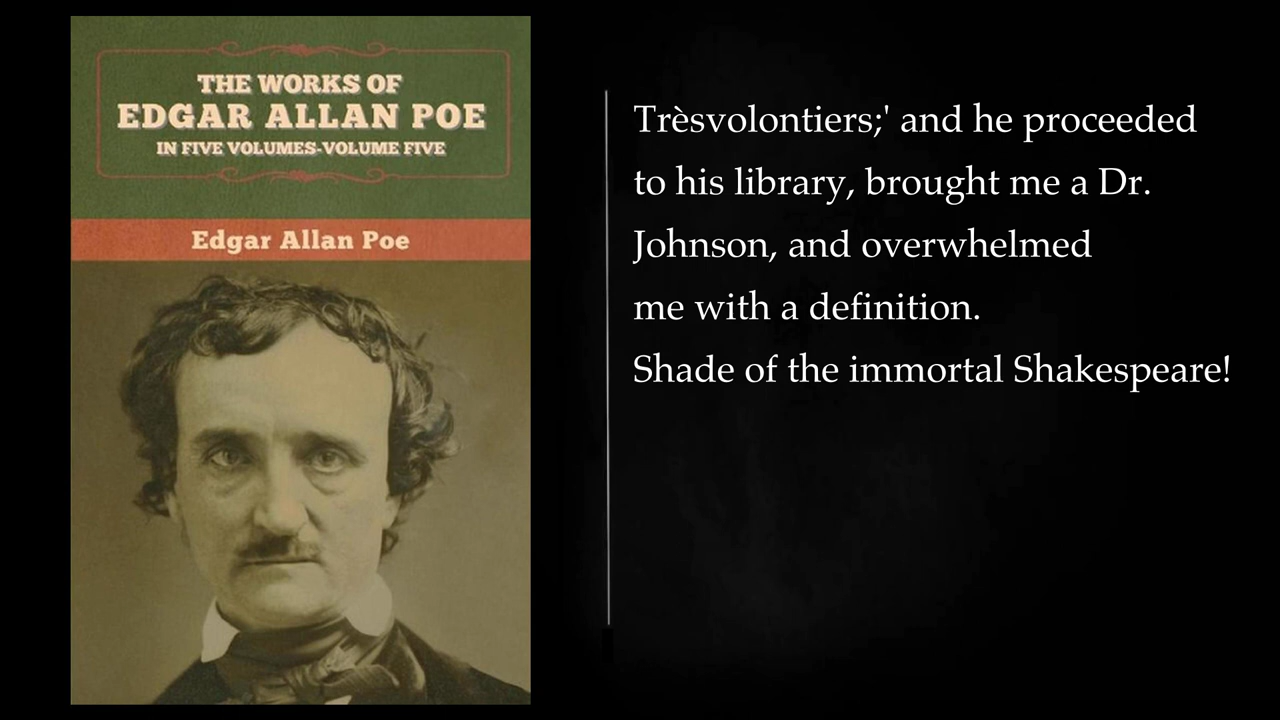 THE WORKS OF
EDGAR ALLAN POE
IN FIVE VOLUMES-VOLUME FIVE
Edgar Allan Poe
Trèsvolontiers;' and he proceeded
to his library, brought me a Dr.
Johnson, and overwhelmed
me with a definition.
Shade of the immortal Shakespeare!